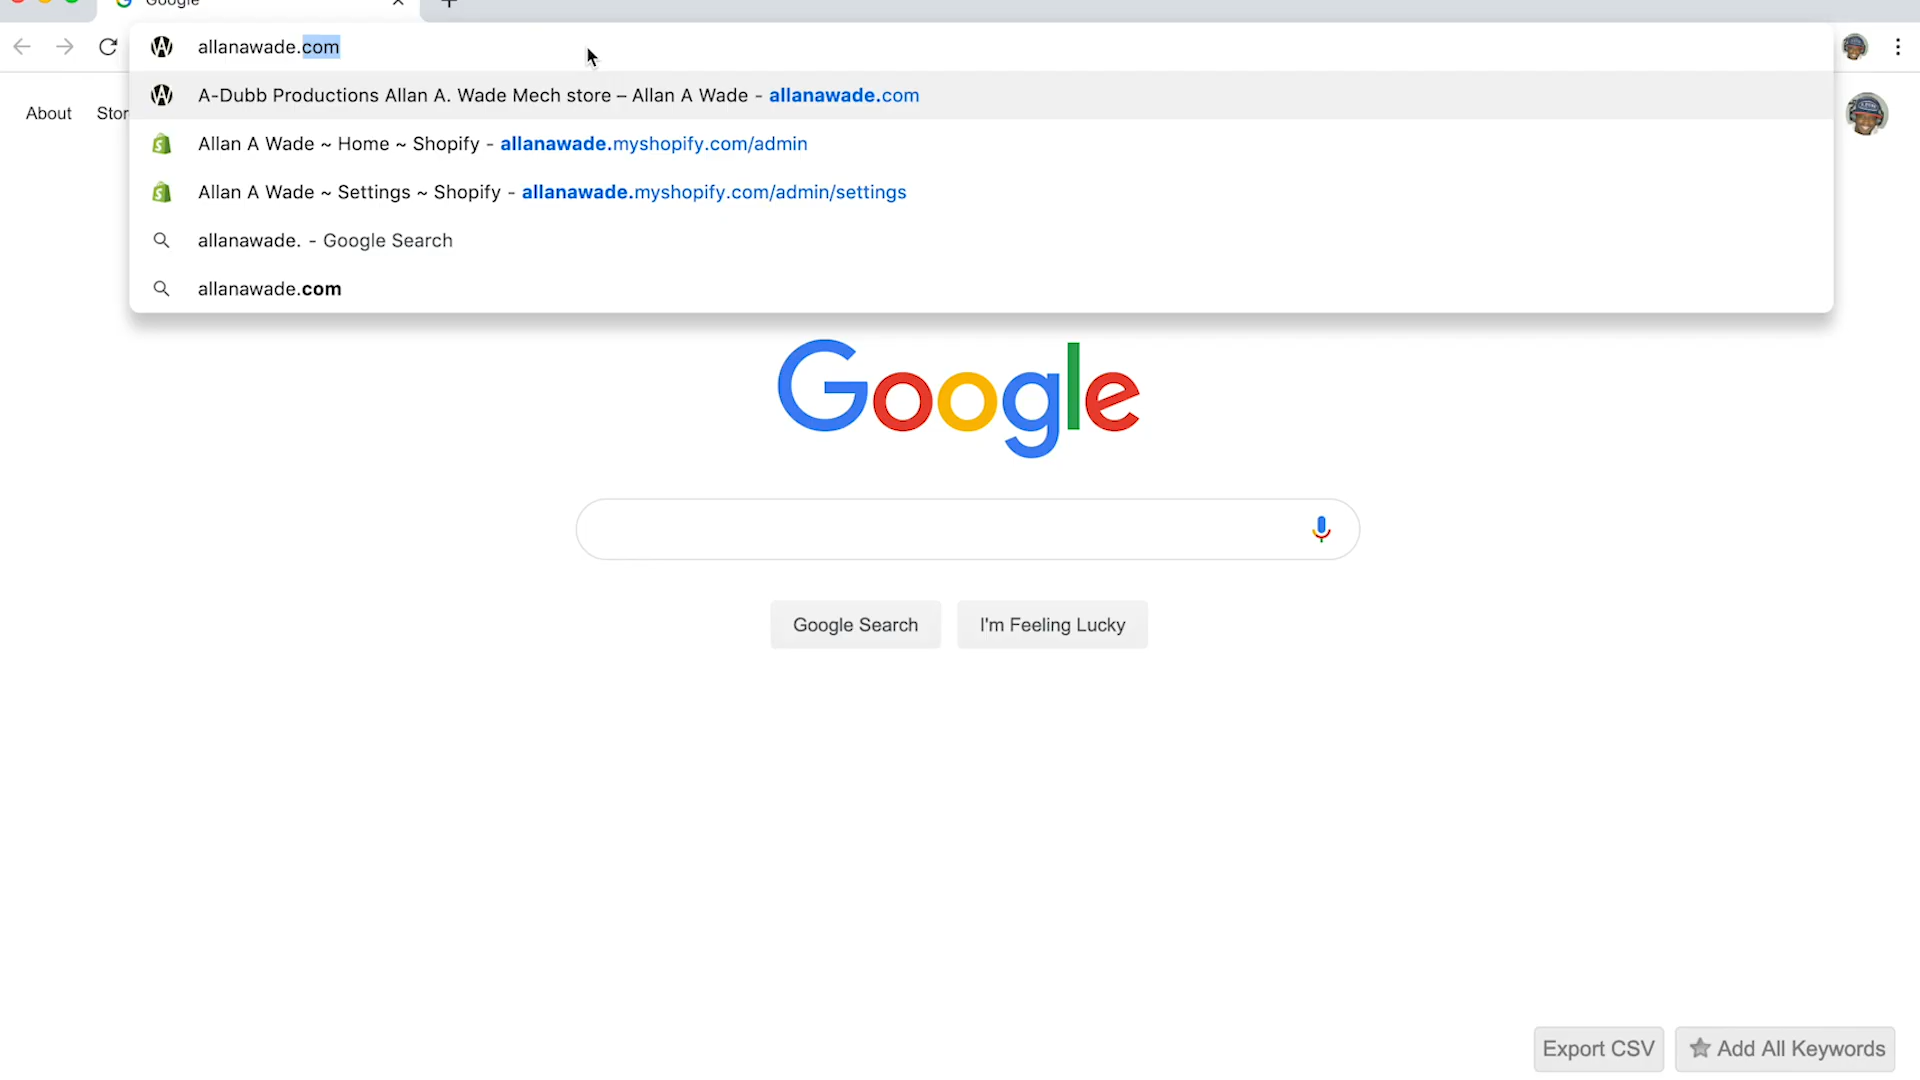 Google
allanawade.com
A-Dubb Productions Allan A. Wade Mech store – Allan A Wade - allanawade.com
Allan A Wade ~ Home ~ Shopify - allanawade.myshopify.com/admin
Allan A Wade ~ Settings ~ Shopify - allanawade.myshopify.com/admin/settings
allanawade. - Google Search
allanawade.com
About Stor
Google
Google Search I'm Feeling Lucky
Export CSV Add All Keywords